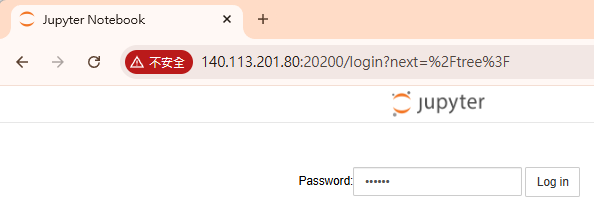 Jupyter Notebook
不安全 140.113.201.80:20200/login?next=%2Ftree%3F
jupyter
Password: •••••• Log in